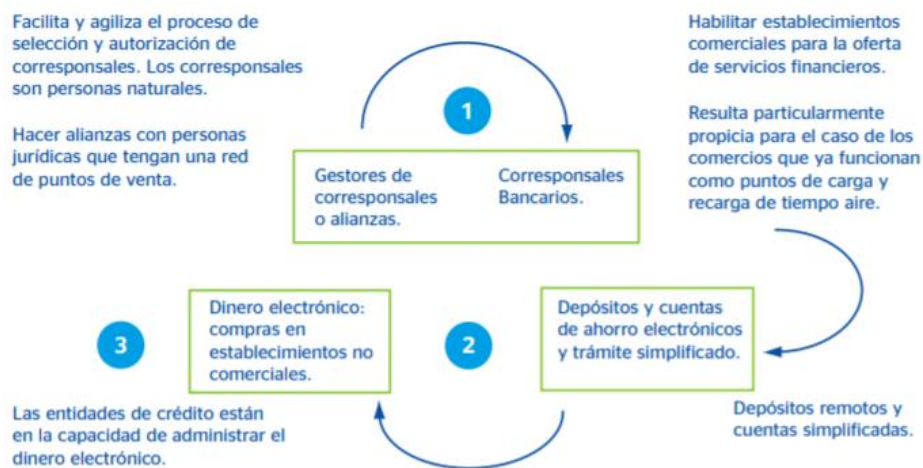 Facilita y agiliza el proceso de
selección y autorización de
corresponsales. Los corresponsales
son personas naturales.
Hacer alianzas con personas
jurídicas que tengan una red
de puntos de venta.
1
Gestores de
corresponsales
o alianzas.
Corresponsales
Bancarios.
Habilitar establecimientos
comerciales para la oferta
de servicios financieros.
Resulta particularmente
propicia para el caso de los
comercios que ya funcionan
como puntos de carga y
recarga de tiempo aire.
2
Depósitos y cuentas
de ahorro electrónicos
y trámite simplificado.
Depósitos remotos y
cuentas simplificadas.
3
Dinero electrónico:
compras en
establecimientos no
comerciales.
Las entidades de crédito están
en la capacidad de administrar el
dinero electrónico.